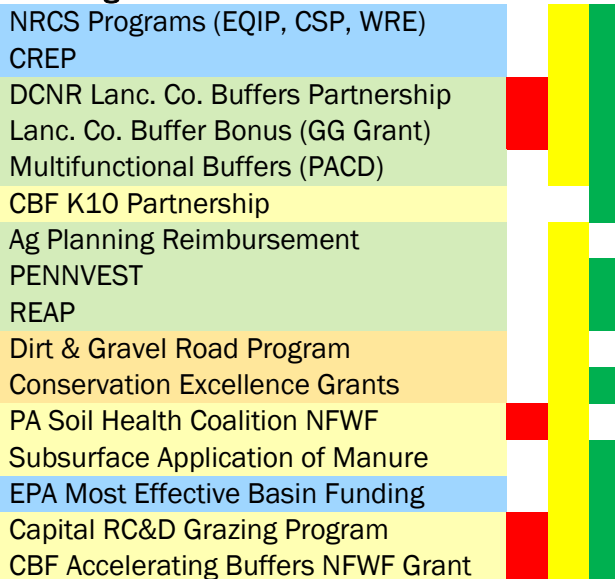 NRCS Programs (EQIP, CSP, WRE)
CREP
DCNR Lanc. Co. Buffers Partnership
Lanc. Co. Buffer Bonus (GG Grant)
Multifunctional Buffers (PACD)
CBF K10 Partnership
Ag Planning Reimbursement
PENNVEST
REAP
Dirt & Gravel Road Program
Conservation Excellence Grants
PA Soil Health Coalition NFWF
Subsurface Application of Manure
EPA Most Effective Basin Funding
Capital RC&D Grazing Program
CBF Accelerating Buffers NFWF Grant